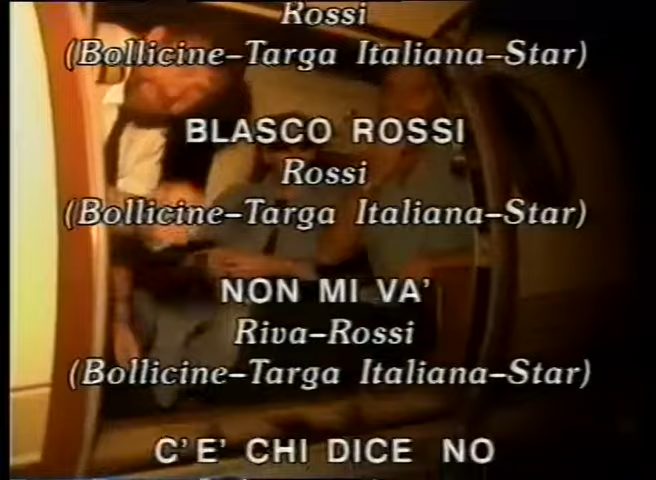 Rossi
(Bollicine–Targa Italiana–Star)
BLASCO ROSSI
Rossi
(Bollicine–Targa Italiana–Star)
NON MI VA'
Riva–Rossi
(Bollicine–Targa Italiana–Star)
C'E' CHI DICE NO